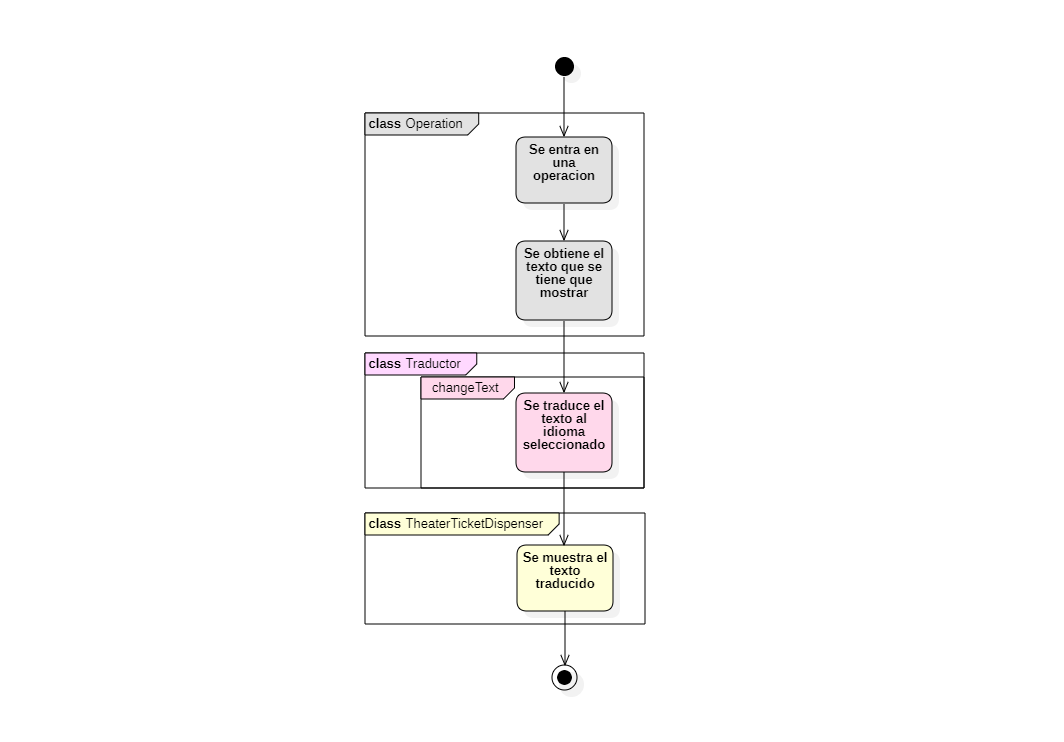 class Operation
Se entra en
una
operacion
Se obtiene el
texto que se
tiene que
mostrar
class Traductor
changeText
Se traduce el
texto al
idioma
seleccionado
class TheaterTicketDispenser
Se muestra el
texto
traducido